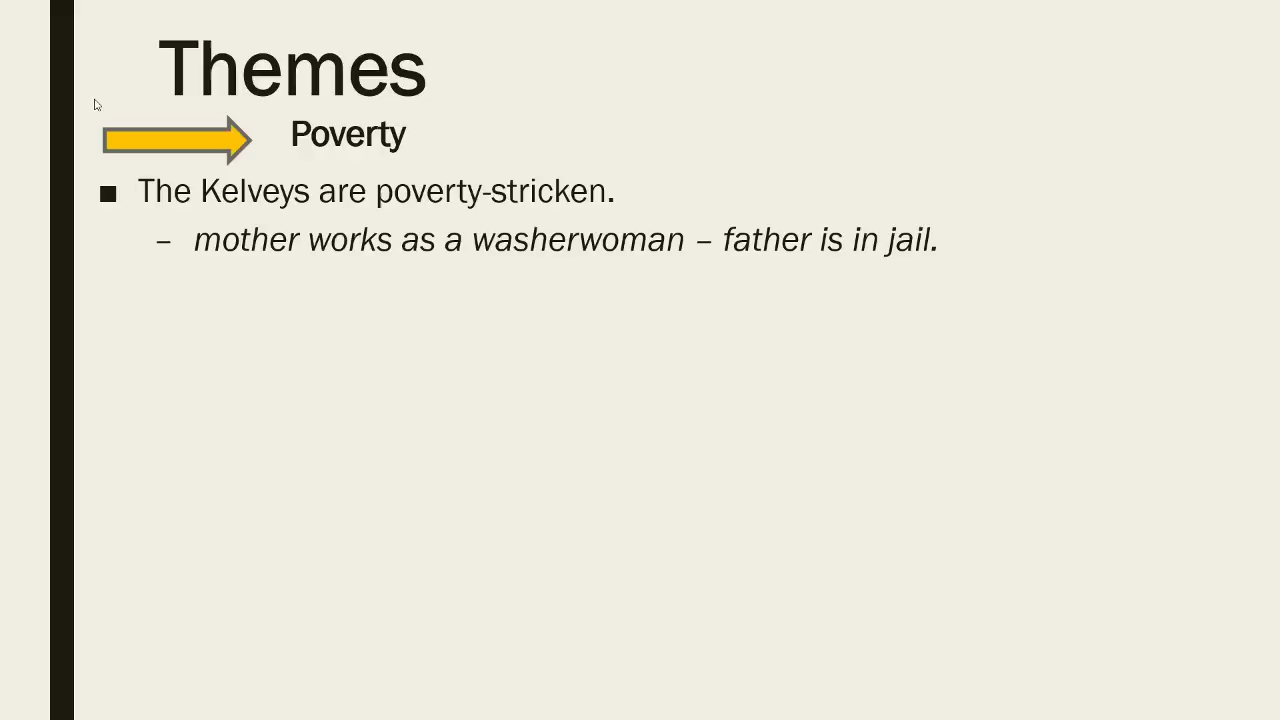 Themes
Poverty
■ The Kelveys are poverty-stricken.
– mother works as a washerwoman – father is in jail.